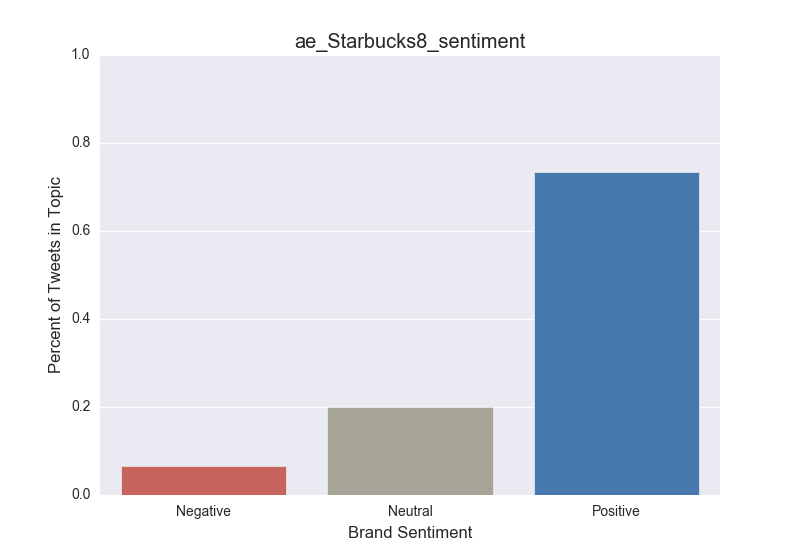 ae_Starbucks8_sentiment
1.0
0.8
0.6
0.4
0.2
0.0
Percent of Tweets in Topic
Negative Neutral Positive
Brand Sentiment